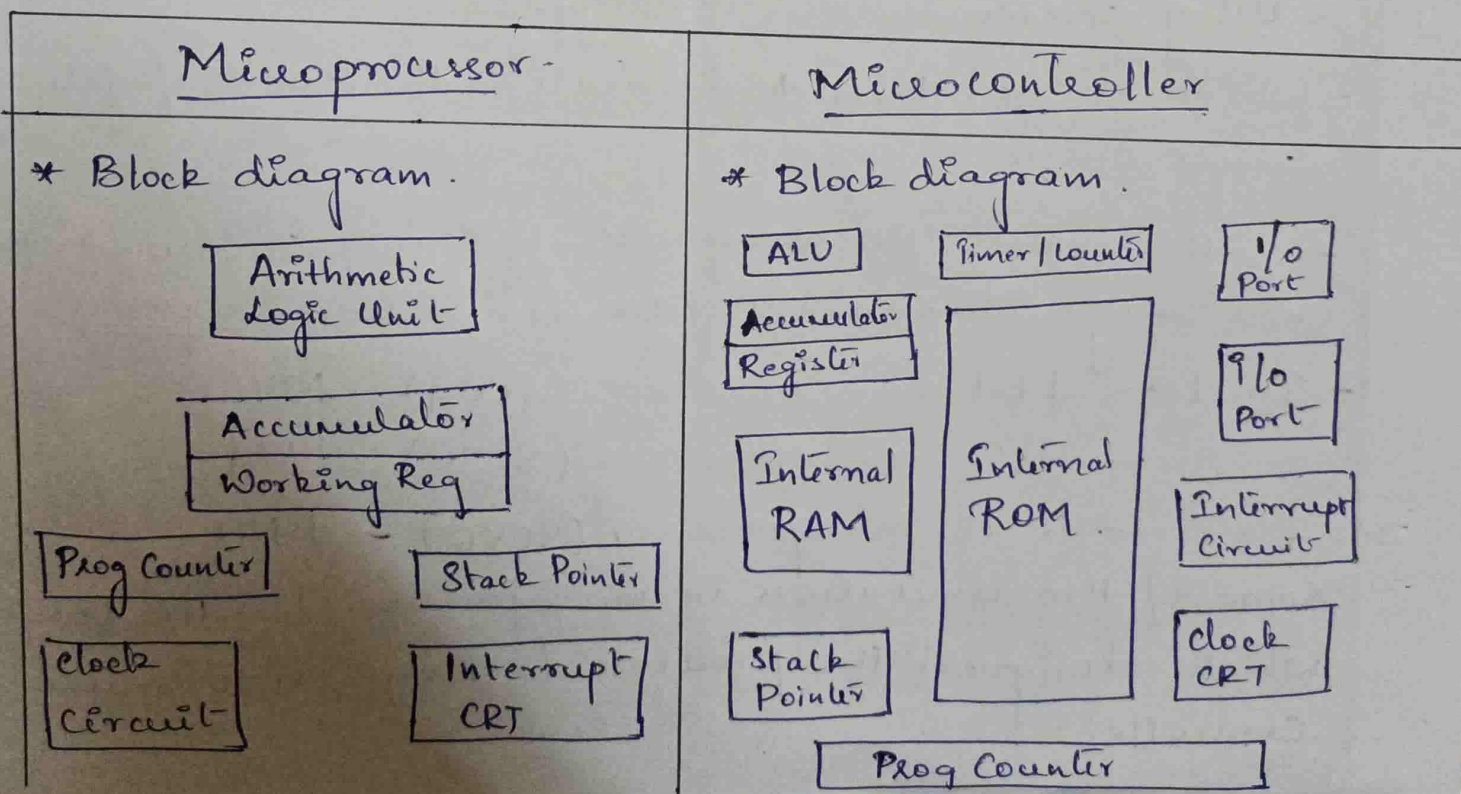 Microprocessor-
Microcontroller
* Block diagram.
Arithmetic
Logic Unit
Accumulator
Working Reg
Prog Counter
Stack Pointer
Clock
Circuit
Interrupt
CRT
* Block diagram.
ALU
Timer/Counter
I/O
Port
Accumulator
Register
I/O
Port
Internal
RAM
Internal
ROM
Interrupt
Circuit
Stack
Pointer
Clock
CRT
Prog Counter